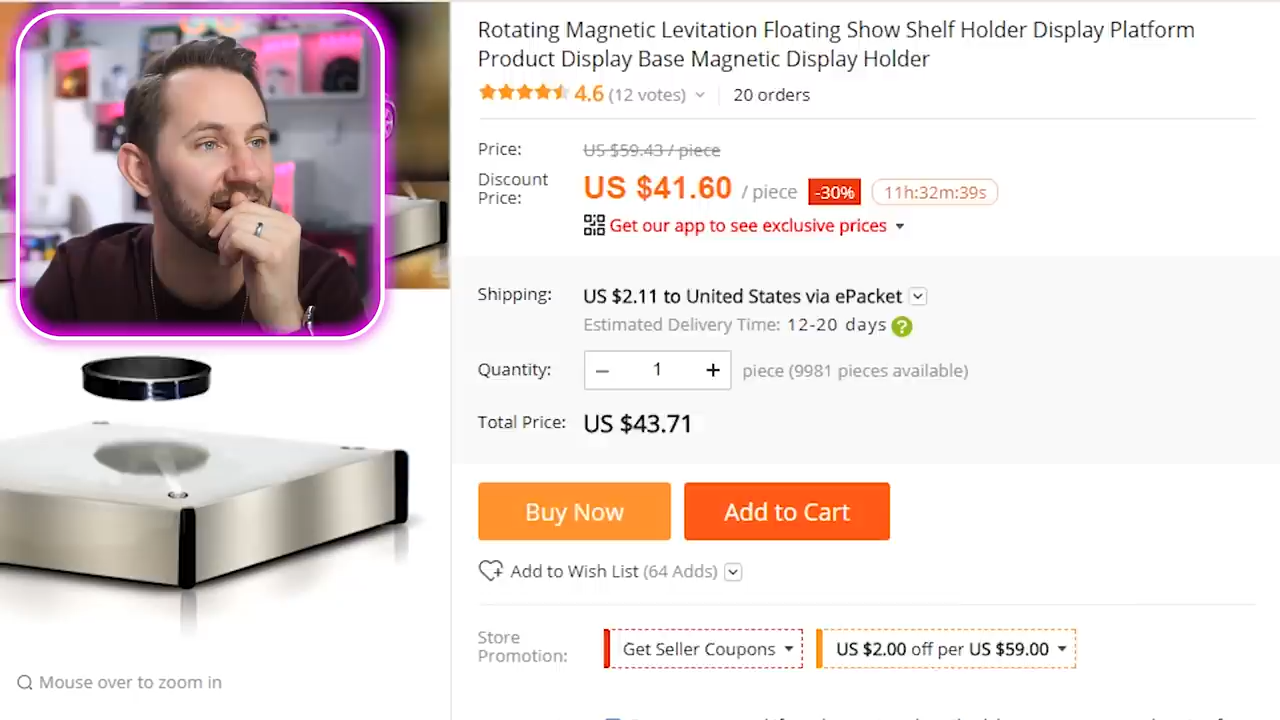 Rotating Magnetic Levitation Floating Show Shelf Holder Display Platform
Product Display Base Magnetic Display Holder
4.6 (12 votes)
20 orders
Price:
US $59.43 / piece
Discount
Price:
US $41.60 / piece
-30%
11h:32m:39s
Get our app to see exclusive prices
Shipping:
US $2.11 to United States via ePacket
Estimated Delivery Time: 12-20 days
?
Quantity:
− 1 +
piece (9981 pieces available)
Total Price:
US $43.71
Buy Now
Add to Cart
Add to Wish List (64 Adds)
Store
Promotion:
Get Seller Coupons
US $2.00 off per US $59.00
Mouse over to zoom in